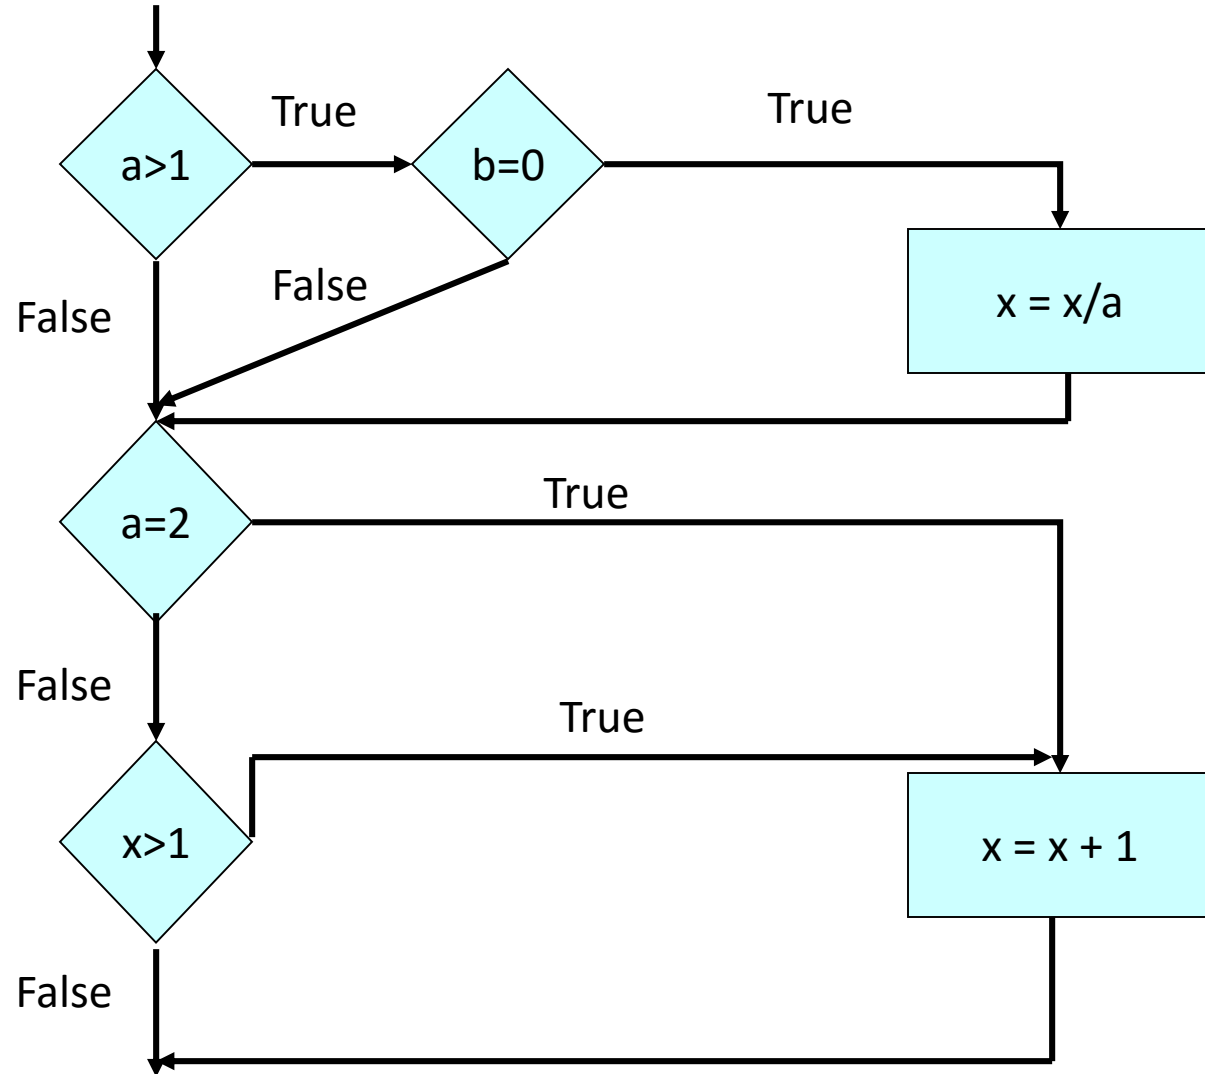 True
True
a>1
b=0
False
False
x = x/a
True
a=2
False
True
x>1
x = x + 1
False